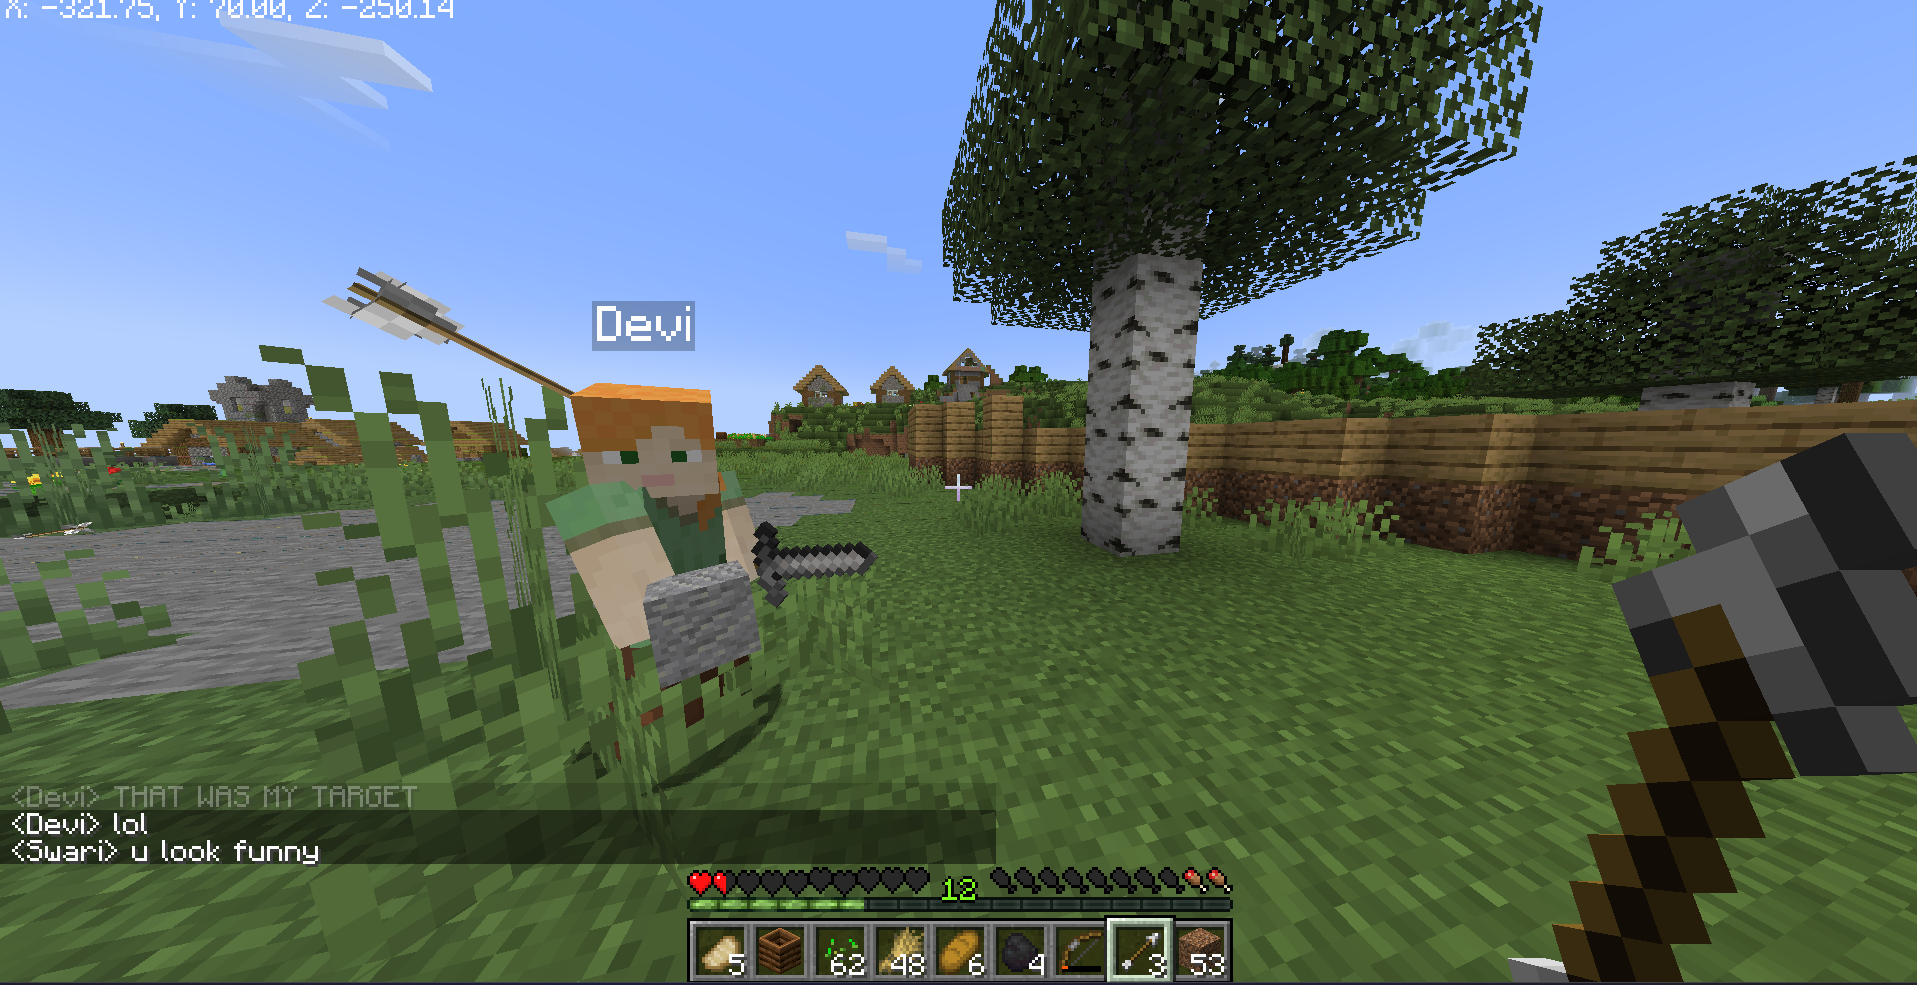 X: -321.75, Y: 70.00, Z: -250.14
Devi
<Devi> THAT WAS MY TARGET
<Devi> lol
<Swari> u look funny
12
5 62 48 6 4 3 53